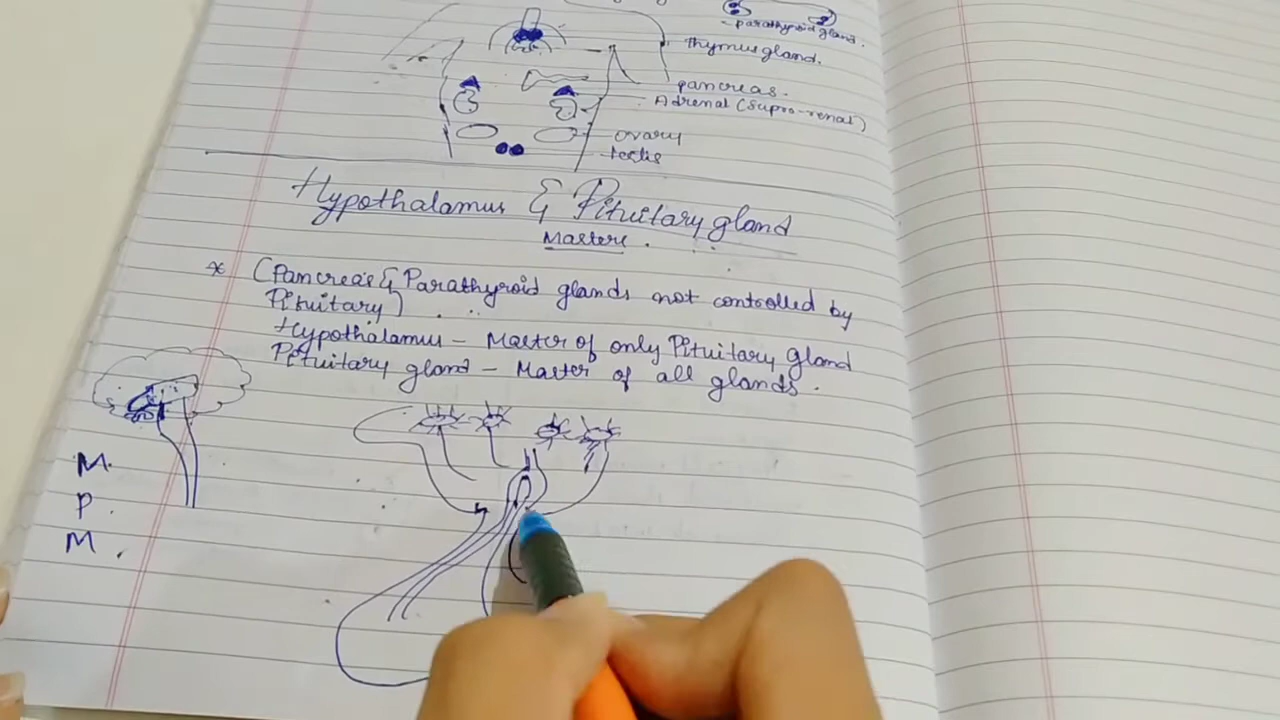 - parathyroid gland.
Thymus gland.
pancreas.
Adrenal (supra-renal)
ovary
testis
Hypothalamus & Pituitary gland
Master
* (Pancreas & Parathyroid glands not controlled by
Pituitary)
Hypothalamus - Master of only Pituitary gland
Pituitary gland - Master of all glands.
M.
P.
M.